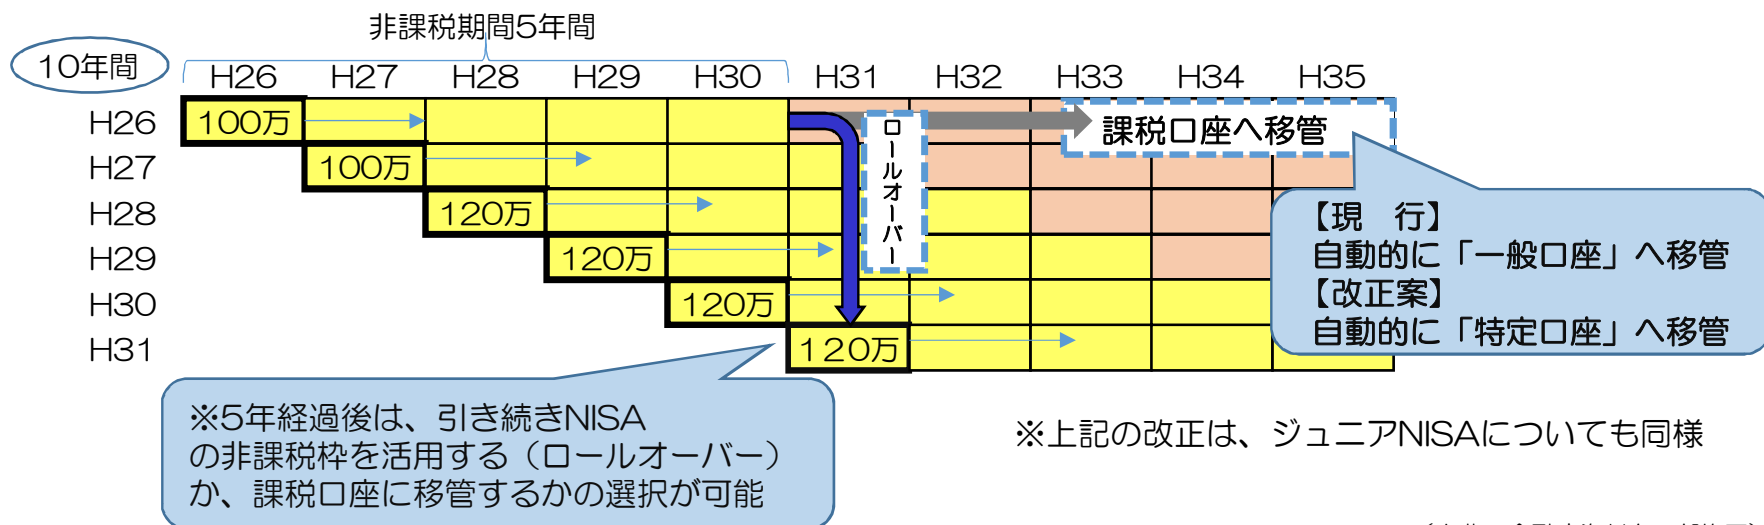 非課税期間5年間
10年間
H26 H27 H28 H29 H30 H31 H32 H33 H34 H35
H26 100万 ロールオーバー 課税口座へ移管
H27 100万
H28 120万
H29 120万
H30 120万
H31 120万
【現　行】
自動的に「一般口座」へ移管
【改正案】
自動的に「特定口座」へ移管
※5年経過後は、引き続きNISA
の非課税枠を活用する（ロールオーバー）
か、課税口座に移管するかの選択が可能
※上記の改正は、ジュニアNISAについても同様